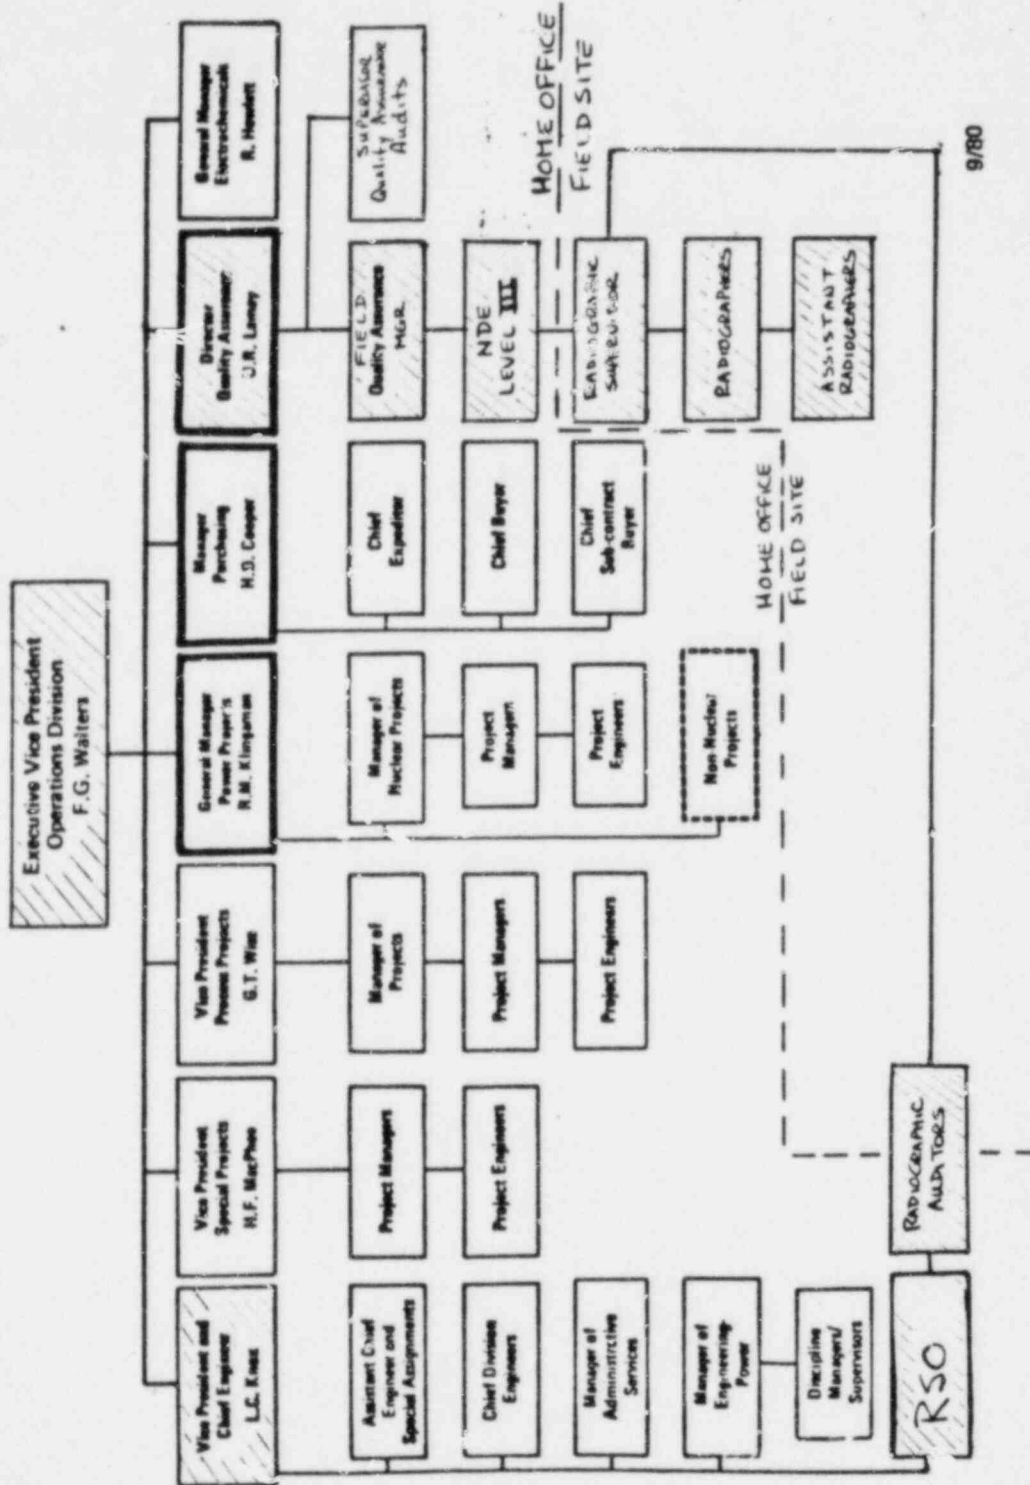 Executive Vice President
Operations Division
F.G. Walters
Vice President and
Chief Engineer
L.C. Knox
Vice President
Special Projects
H.F. MacPhee
Vice President
Process Projects
G.T. Wise
General Manager
Power
R.M. Klingaman
Manager
Purchasing
H.D. Cooper
Director
Quality Assurance
General Manager
Electrochemicals
R. Howlett
Assistant Chief
Engineer and
Special Assignments
Project Managers
Manager of
Projects
Manager of
Nuclear Projects
Chief
Expeditor
FIELD
Quality Assurance
MGR
SUPERVISOR
Quality Assurance
Audits
Chief Division
Engineers
Project Engineers
Project Managers
Project
Managers
Chief Buyer
NDE
LEVEL III
HOME OFFICE
FIELD SITE
Manager of
Administrative
Services
Project Engineers
Project
Engineers
Chief
Sub-contract
Buyer
RADIOGRAPHIC
SUPERVISOR
Manager of
Engineering-
Power
Non Nuclear
Projects
RADIOGRAPHERS
HOME OFFICE
FIELD SITE
Discipline
Managers/
Supervisors
ASSISTANT
RADIOGRAPHERS
RSO
RADIOGRAPHIC
AUDITORS
9/80